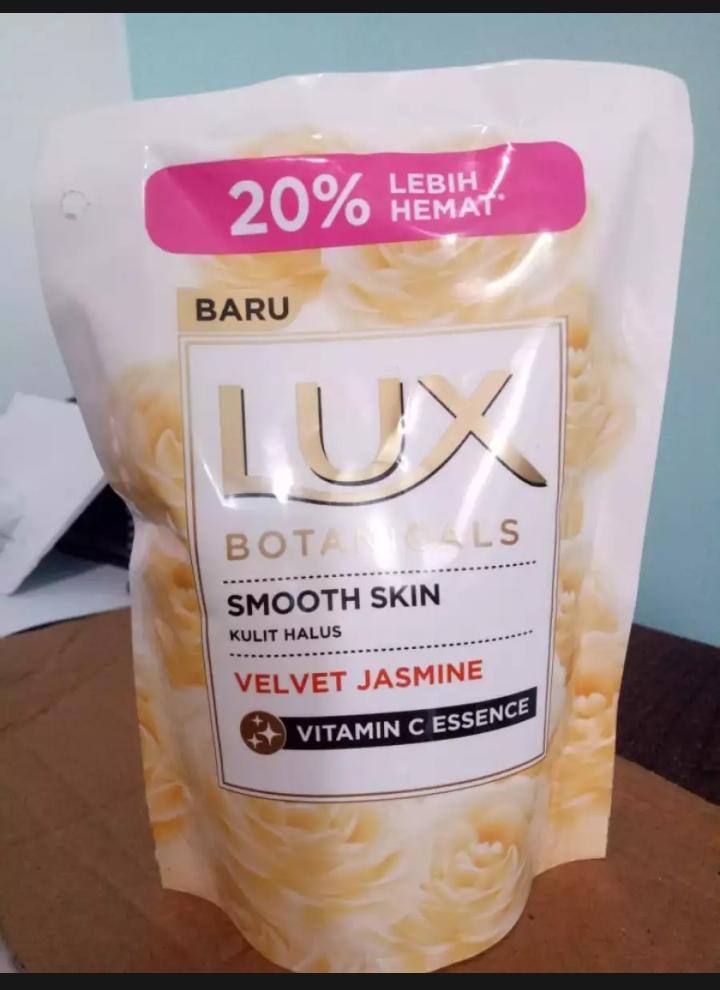 20% LEBIH
HEMAT*
BARU
LUX
BOTANICALS
SMOOTH SKIN
KULIT HALUS
VELVET JASMINE
VITAMIN C ESSENCE